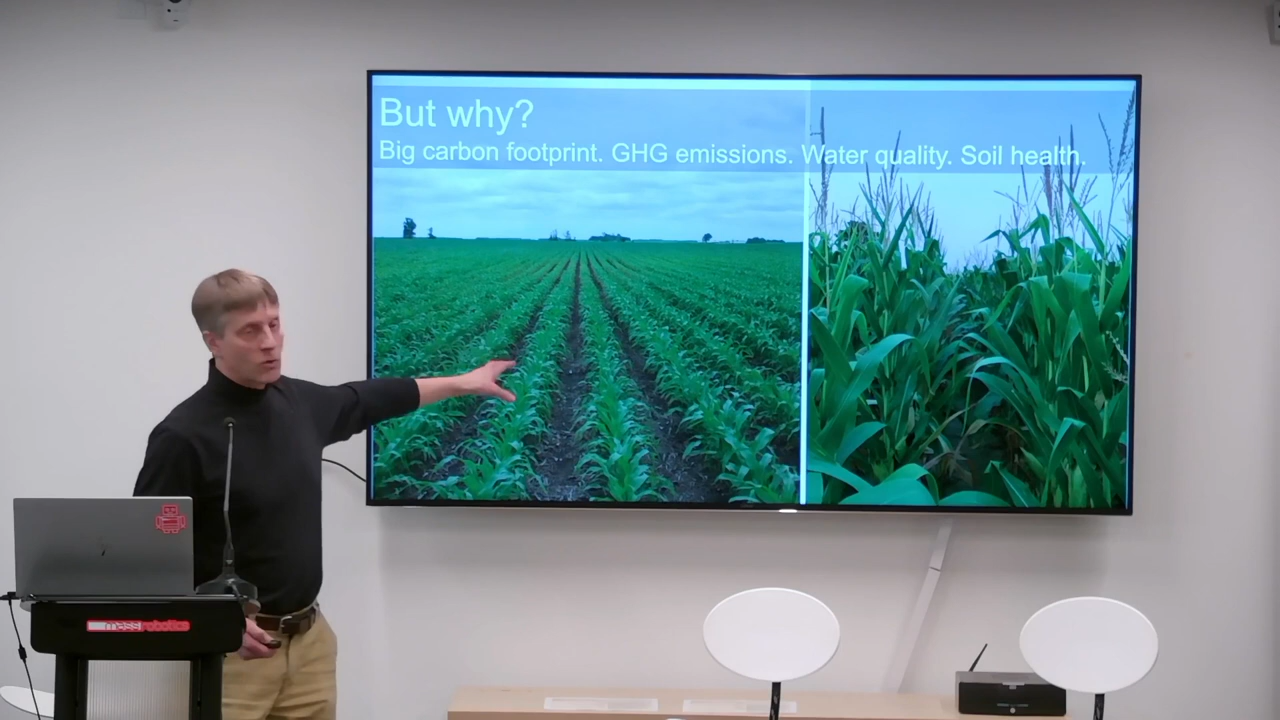 But why?
Big carbon footprint. GHG emissions. Water quality. Soil health.
massrobotics